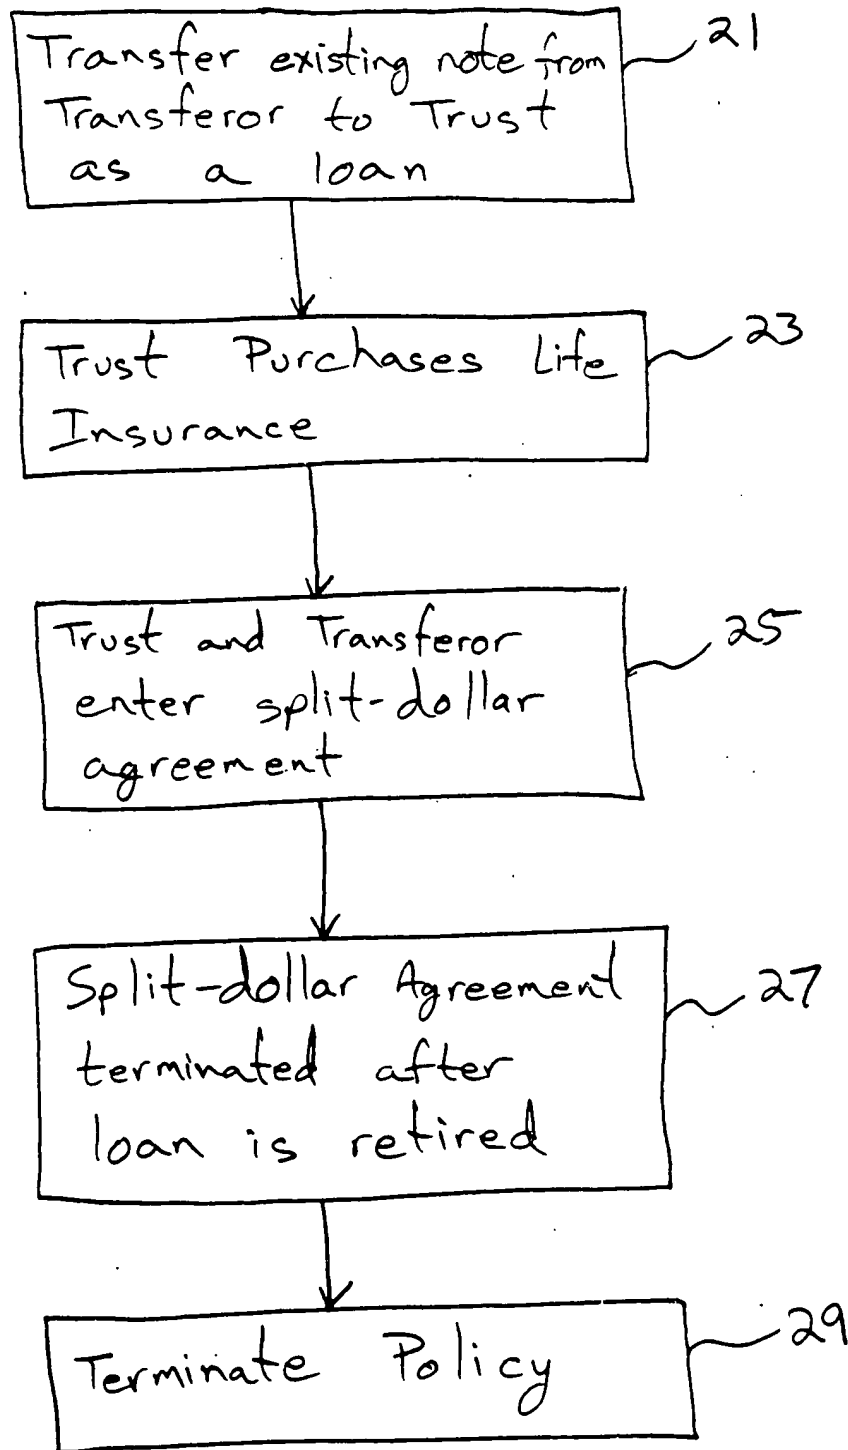 Transfer existing note from
Transferor to Trust
as a loan
21
Trust Purchases Life
Insurance
23
Trust and Transferor
enter split-dollar
agreement
25
Split-dollar Agreement
terminated after
loan is retired
27
Terminate Policy
29